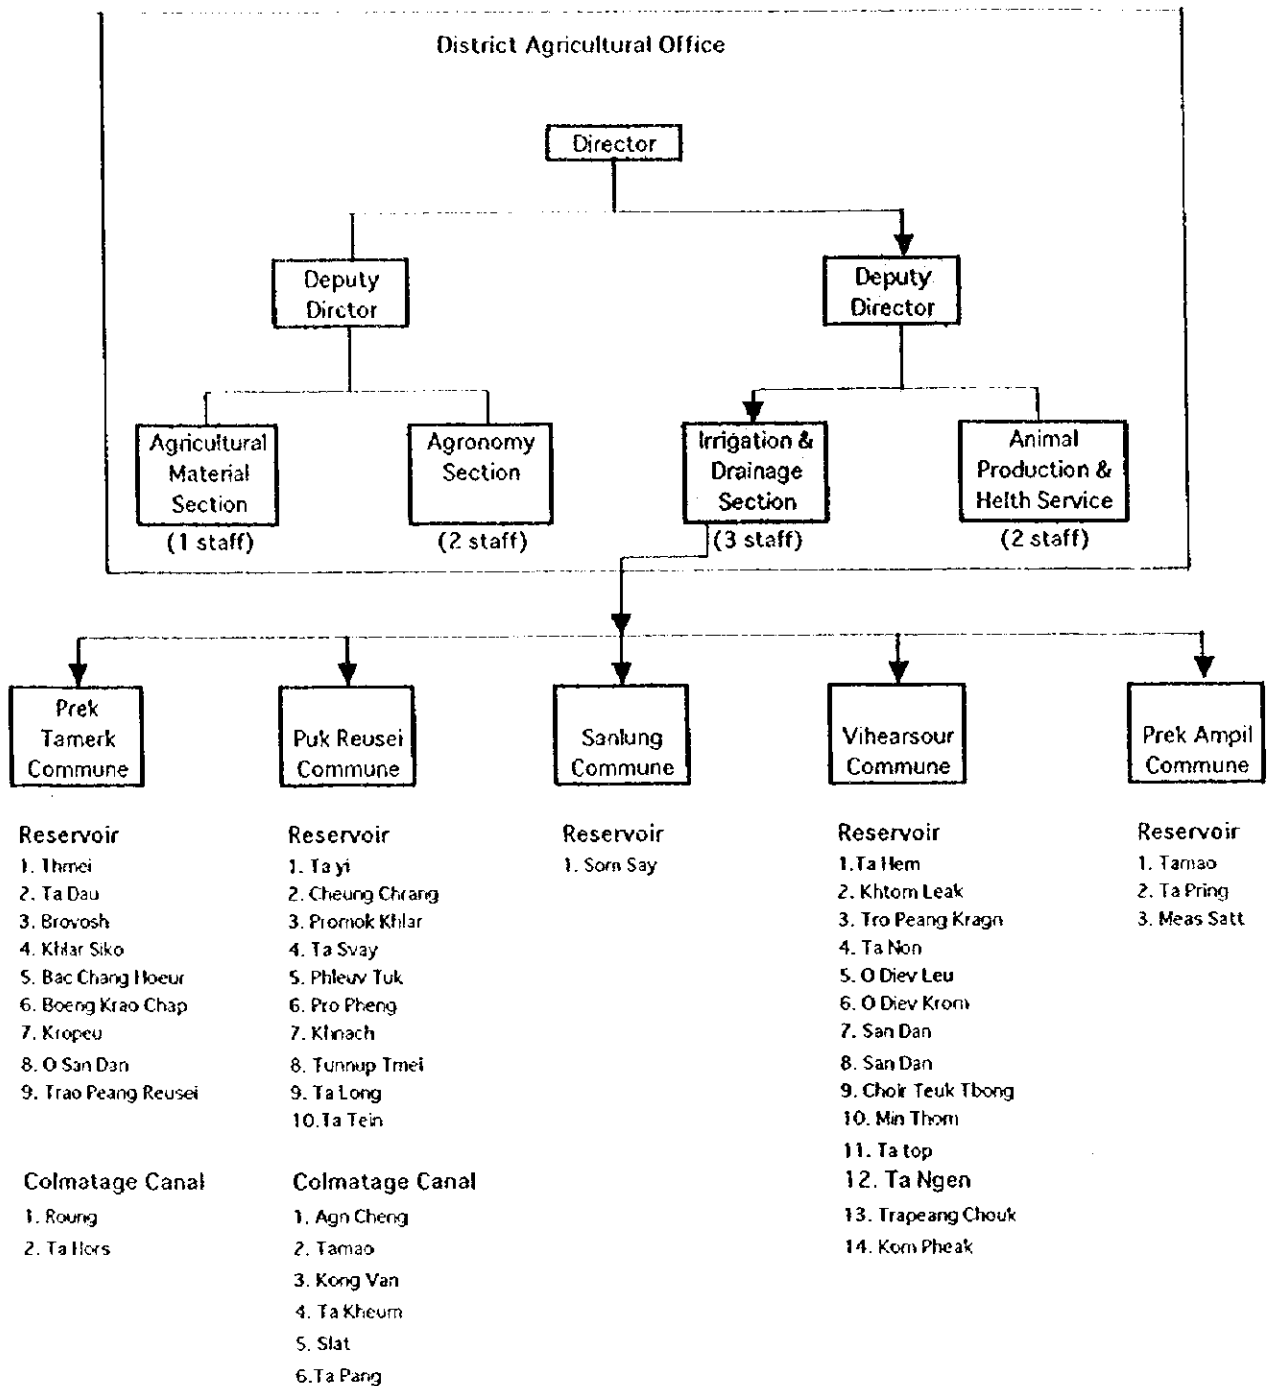 District Agricultural Office
Director
Deputy
Dirctor
Deputy
Director
Agricultural
Material
Section
(1 staff)
Agronomy
Section
(2 staff)
Irrigation &
Drainage
Section
(3 staff)
Animal
Production &
Helth Service
(2 staff)
Prek
Tamerk
Commune
Puk Reusei
Commune
Sanlung
Commune
Vihearsour
Commune
Prek Ampil
Commune
Reservoir
1. Thmei
2. Ta Dau
3. Brovosh
4. Khlar Siko
5. Bac Chang Hoeur
6. Boeng Krao Chap
7. Kropeu
8. O San Dan
9. Trao Peang Reusei
Colmatage Canal
1. Roung
2. Ta Hors
Reservoir
1. Ta yi
2. Cheung Chrang
3. Promok Khlar
4. Ta Svay
5. Phleuv Tuk
6. Pro Pheng
7. Khnach
8. Tunnup Tmei
9. Ta Long
10.Ta Tein
Colmatage Canal
1. Agn Cheng
2. Tamao
3. Kong Van
4. Ta Kheum
5. Slat
6.Ta Pang
Reservoir
1. Som Say
Reservoir
1.Ta Hem
2. Khtom Leak
3. Tro Peang Kragn
4. Ta Non
5. O Diev Leu
6. O Diev Krom
7. San Dan
8. San Dan
9. Choir Teuk Tbong
10. Min Thom
11. Ta top
12. Ta Ngen
13. Trapeang Chouk
14. Kom Pheak
Reservoir
1. Tamao
2. Ta Pring
3. Meas Satt